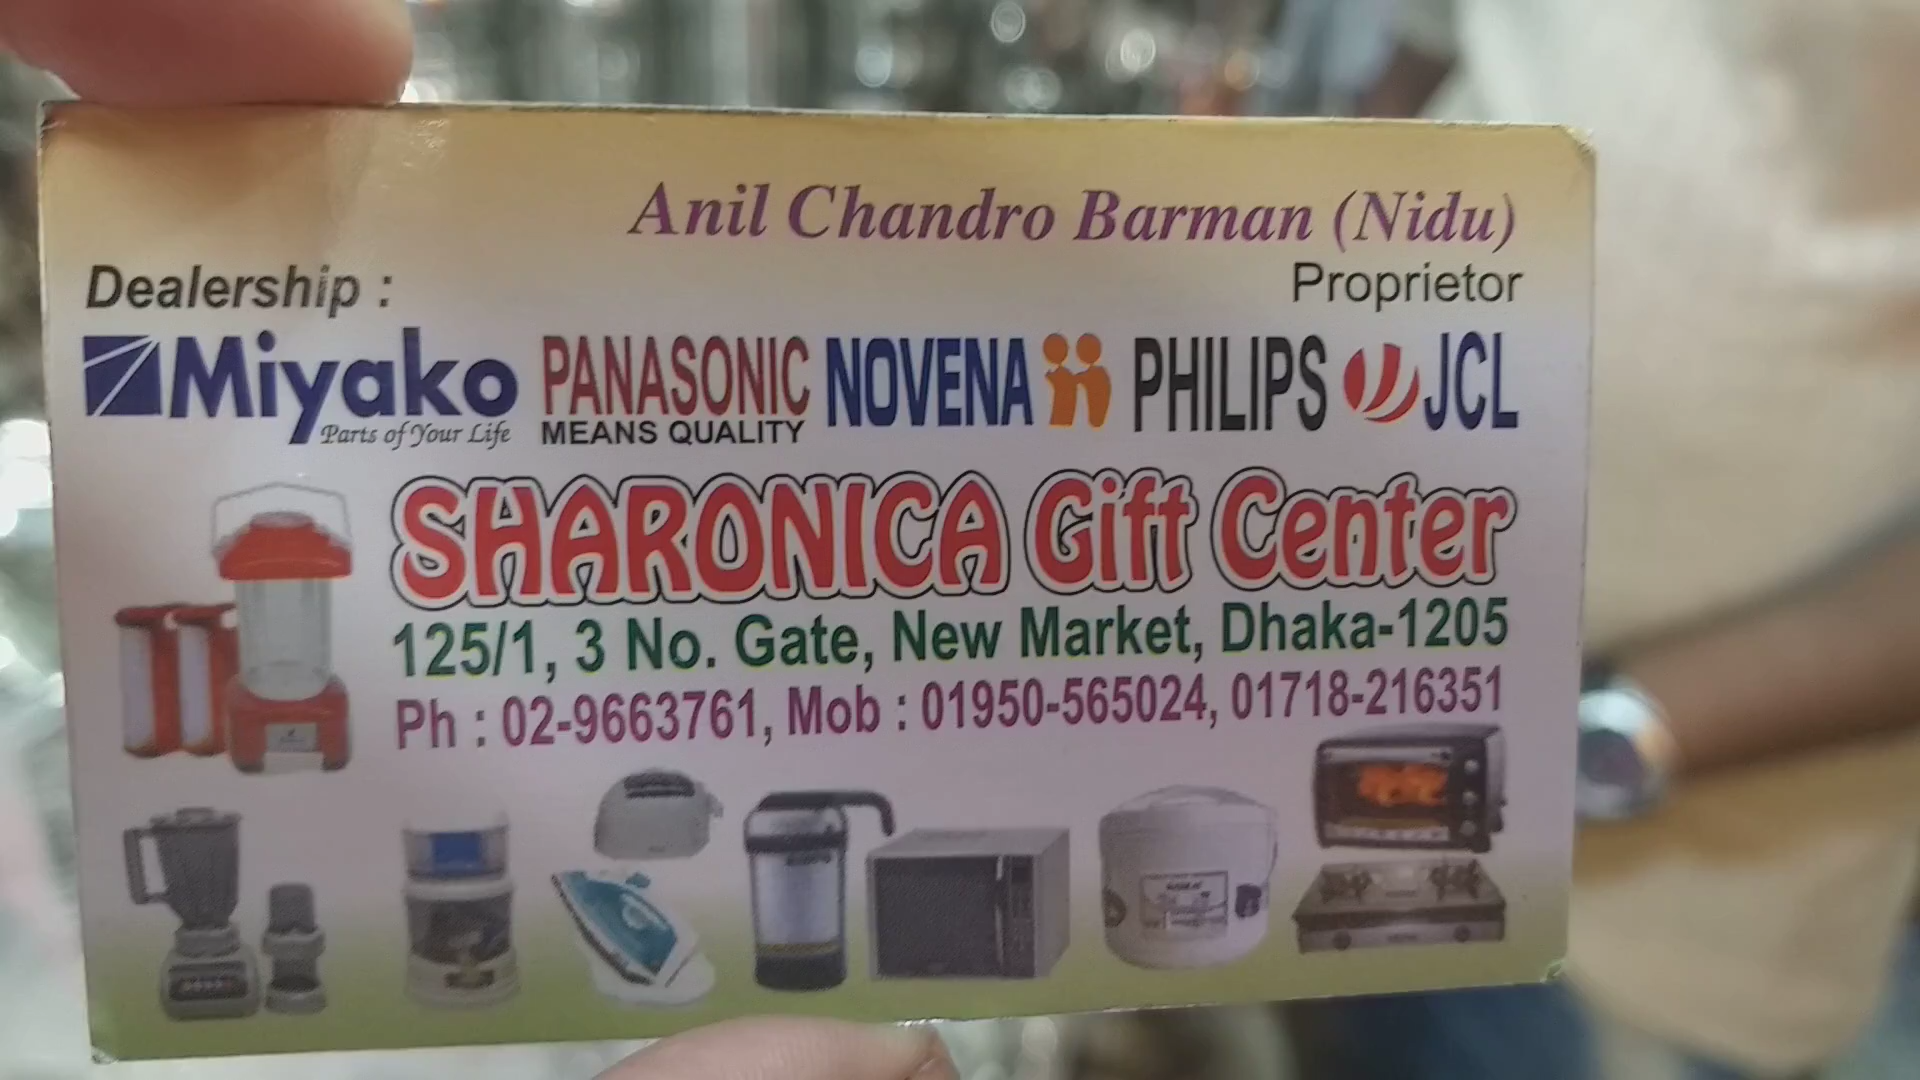 Anil Chandro Barman (Nidu)
Proprietor
Dealership :
Miyako PANASONIC NOVENA PHILIPS JCL
Parts of Your Life MEANS QUALITY
SHARONICA Gift Center
125/1, 3 No. Gate, New Market, Dhaka-1205
Ph : 02-9663761, Mob : 01950-565024, 01718-216351